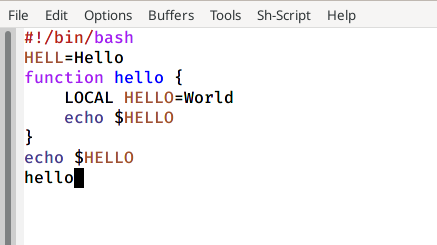 File Edit Options Buffers Tools Sh-Script Help
#!/bin/bash
HELL=Hello
function hello {
    LOCAL HELLO=World
    echo $HELLO
}
echo $HELLO
hello